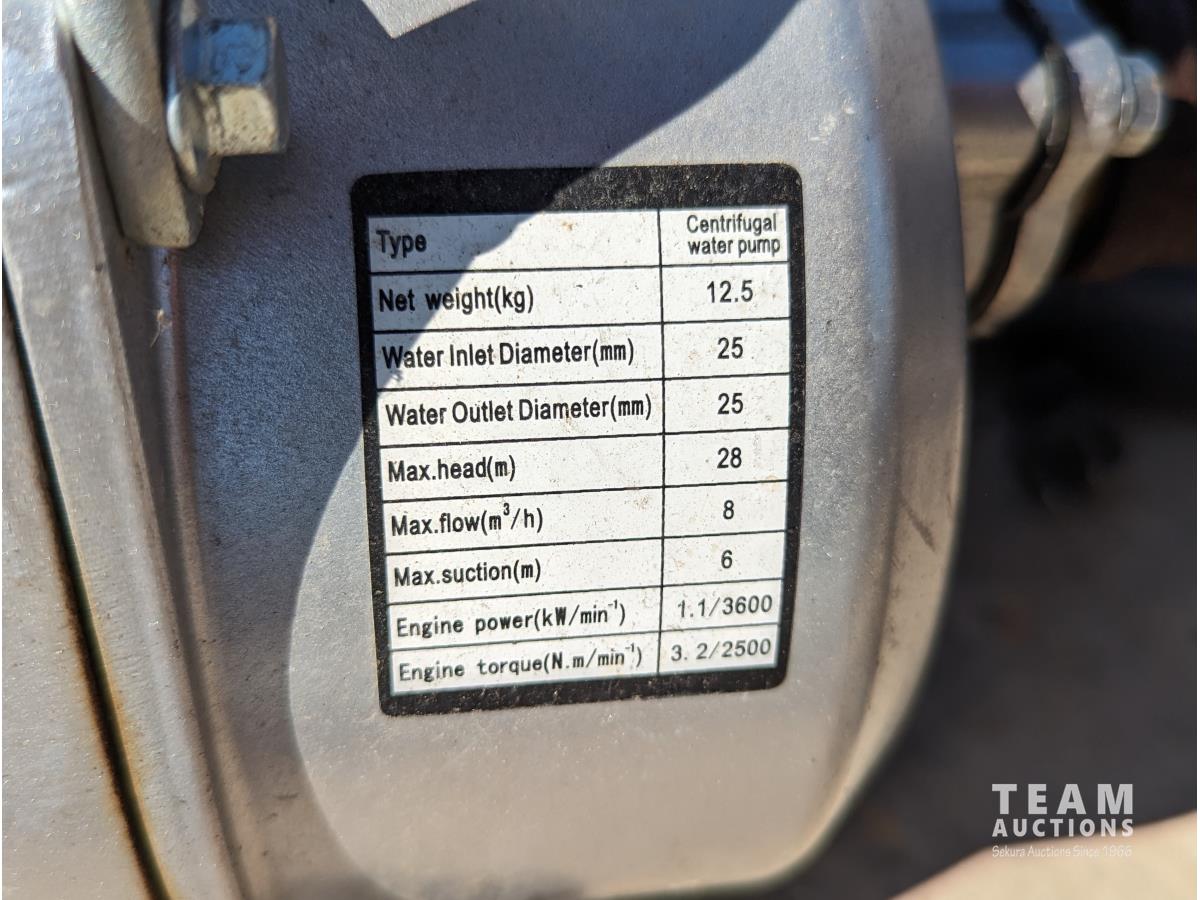 Type Centrifugal
water pump
Net weight(kg) 12.5
Water Inlet Diameter(mm) 25
Water Outlet Diameter(mm) 25
Max.head(m) 28
Max.flow(m³/h) 8
Max.suction(m) 6
Engine power(kW/min⁻¹) 1.1/3600
Engine torque(N.m/min⁻¹) 3.2/2500
TEAM
AUCTIONS
Sekura Auctions Since 1966